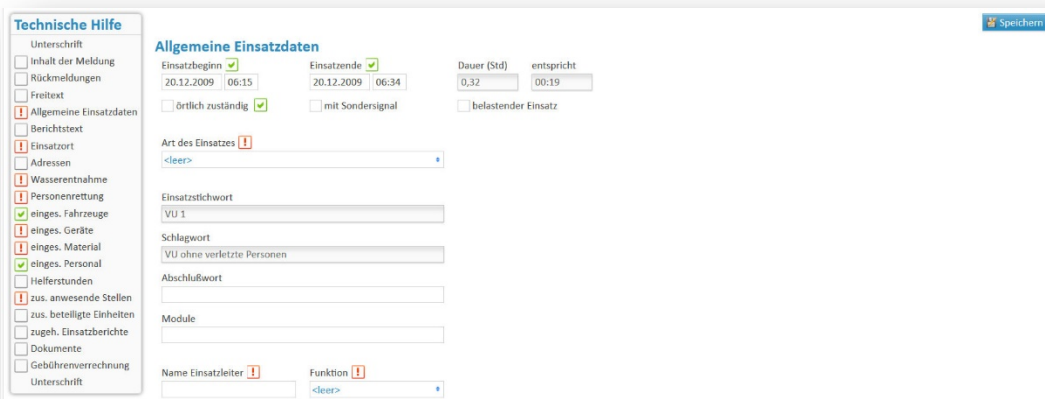 Technische Hilfe
Unterschrift
Inhalt der Meldung
Rückmeldungen
Freitext
Allgemeine Einsatzdaten
Berichtstext
Einsatzort
Adressen
Wasserentnahme
Personenrettung
einges. Fahrzeuge
einges. Geräte
einges. Material
einges. Personal
Helferstunden
zus. anwesende Stellen
zus. beteiligte Einheiten
zugeh. Einsatzberichte
Dokumente
Gebührenverrechnung
Unterschrift
Speichern
Allgemeine Einsatzdaten
Einsatzbeginn Einsatzende Dauer (Std) entspricht
20.12.2009 06:15 20.12.2009 06:34 0,32 00:19
örtlich zuständig mit Sondersignal belastender Einsatz
Art des Einsatzes !
<leer>
Einsatzstichwort
VU 1
Schlagwort
VU ohne verletzte Personen
Abschlußwort
Module
Name Einsatzleiter ! Funktion !
<leer>